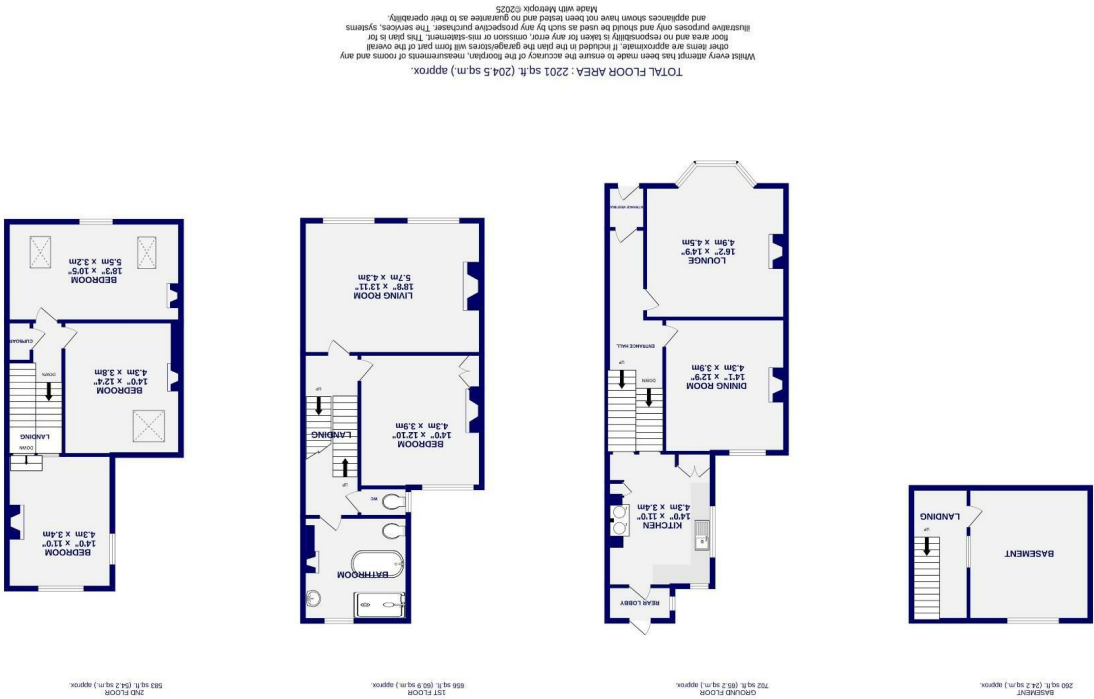 BASEMENT
260 sq.ft. (24.2 sq.m.) approx.
GROUND FLOOR
702 sq.ft. (65.2 sq.m.) approx.
1ST FLOOR
656 sq.ft. (60.9 sq.m.) approx.
2ND FLOOR
583 sq.ft. (54.2 sq.m.) approx.
BASEMENT
LANDING
UP
REAR LOBBY
KITCHEN
14'0" x 11'0"
4.3m x 3.4m
DINING ROOM
14'1" x 12'9"
4.3m x 3.9m
DOWN
UP
ENTRANCE HALL
LOUNGE
16'2" x 14'9"
4.9m x 4.5m
BATHROOM
WC
UP
LANDING
UP
BEDROOM
14'0" x 12'10"
4.3m x 3.9m
LIVING ROOM
18'8" x 13'11"
5.7m x 4.3m
BEDROOM
14'0" x 11'0"
4.3m x 3.4m
DOWN
LANDING
DOWN
BEDROOM
14'0" x 12'4"
4.3m x 3.8m
CUPBOARD
BEDROOM
18'3" x 10'5"
5.5m x 3.2m
TOTAL FLOOR AREA : 2201 sq.ft. (204.5 sq.m.) approx.
Whilst every attempt has been made to ensure the accuracy of the floorplan, measurements of rooms and any
other items are approximate. If included in the plan the garage/stores will form part of the overall
floor area and no responsibility is taken for any error, omission or mis-statement. This plan is for
illustrative purposes only and should be used as such by any prospective purchaser. The services, systems
and appliances shown have not been tested and no guarantee as to their operability.
Made with Metropix ©2025